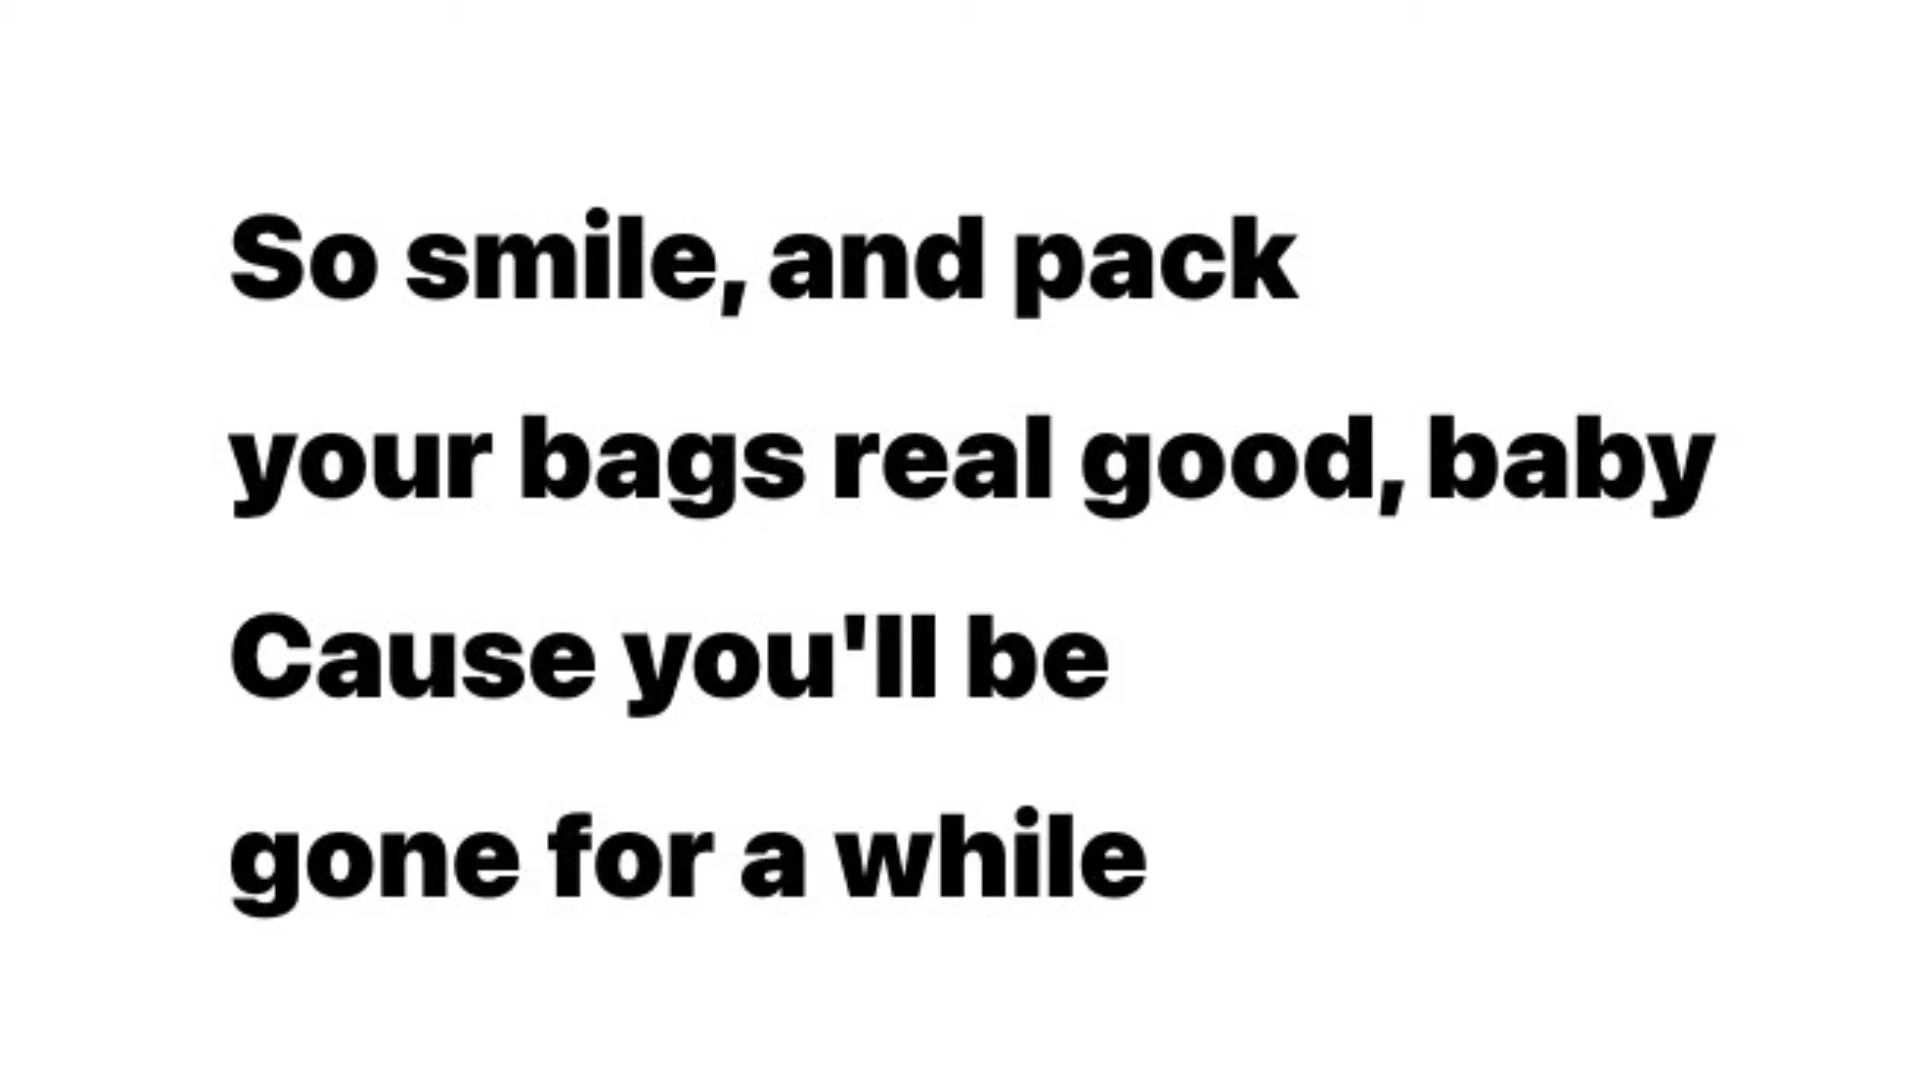 So smile, and pack
your bags real good, baby
Cause you'll be
gone for a while